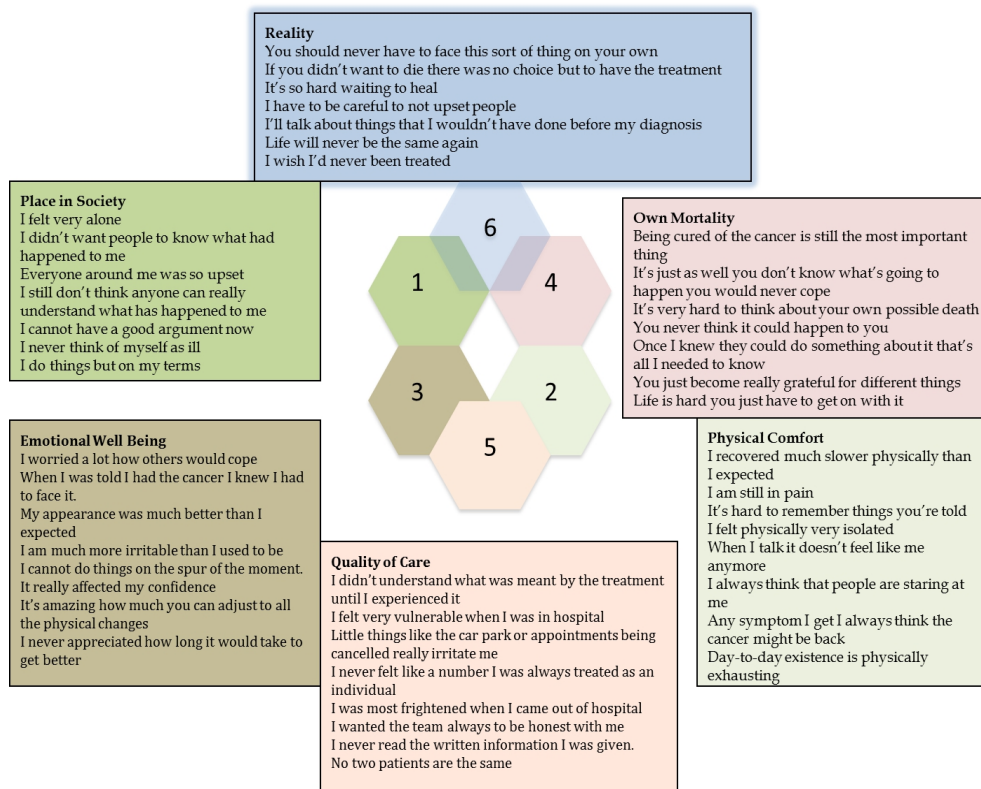 Reality
You should never have to face this sort of thing on your own
If you didn't want to die there was no choice but to have the treatment
It's so hard waiting to heal
I have to be careful to not upset people
I'll talk about things that I wouldn't have done before my diagnosis
Life will never be the same again
I wish I'd never been treated
Place in Society
I felt very alone
I didn't want people to know what had
happened to me
Everyone around me was so upset
I still don't think anyone can really
understand what has happened to me
I cannot have a good argument now
I never think of myself as ill
I do things but on my terms
6
1
4
3
2
5
Own Mortality
Being cured of the cancer is still the most important
thing
It's just as well you don't know what's going to
happen you would never cope
It's very hard to think about your own possible death
You never think it could happen to you
Once I knew they could do something about it that's
all I needed to know
You just become really grateful for different things
Life is hard you just have to get on with it
Emotional Well Being
I worried a lot how others would cope
When I was told I had the cancer I knew I had
to face it.
My appearance was much better than I
expected
I am much more irritable than I used to be
I cannot do things on the spur of the moment.
It really affected my confidence
It's amazing how much you can adjust to all
the physical changes
I never appreciated how long it would take to
get better
Physical Comfort
I recovered much slower physically than
I expected
I am still in pain
It's hard to remember things you're told
I felt physically very isolated
When I talk it doesn't feel like me
anymore
I always think that people are staring at
me
Any symptom I get I always think the
cancer might be back
Day-to-day existence is physically
exhausting
Quality of Care
I didn't understand what was meant by the treatment
until I experienced it
I felt very vulnerable when I was in hospital
Little things like the car park or appointments being
cancelled really irritate me
I never felt like a number I was always treated as an
individual
I was most frightened when I came out of hospital
I wanted the team always to be honest with me
I never read the written information I was given.
No two patients are the same